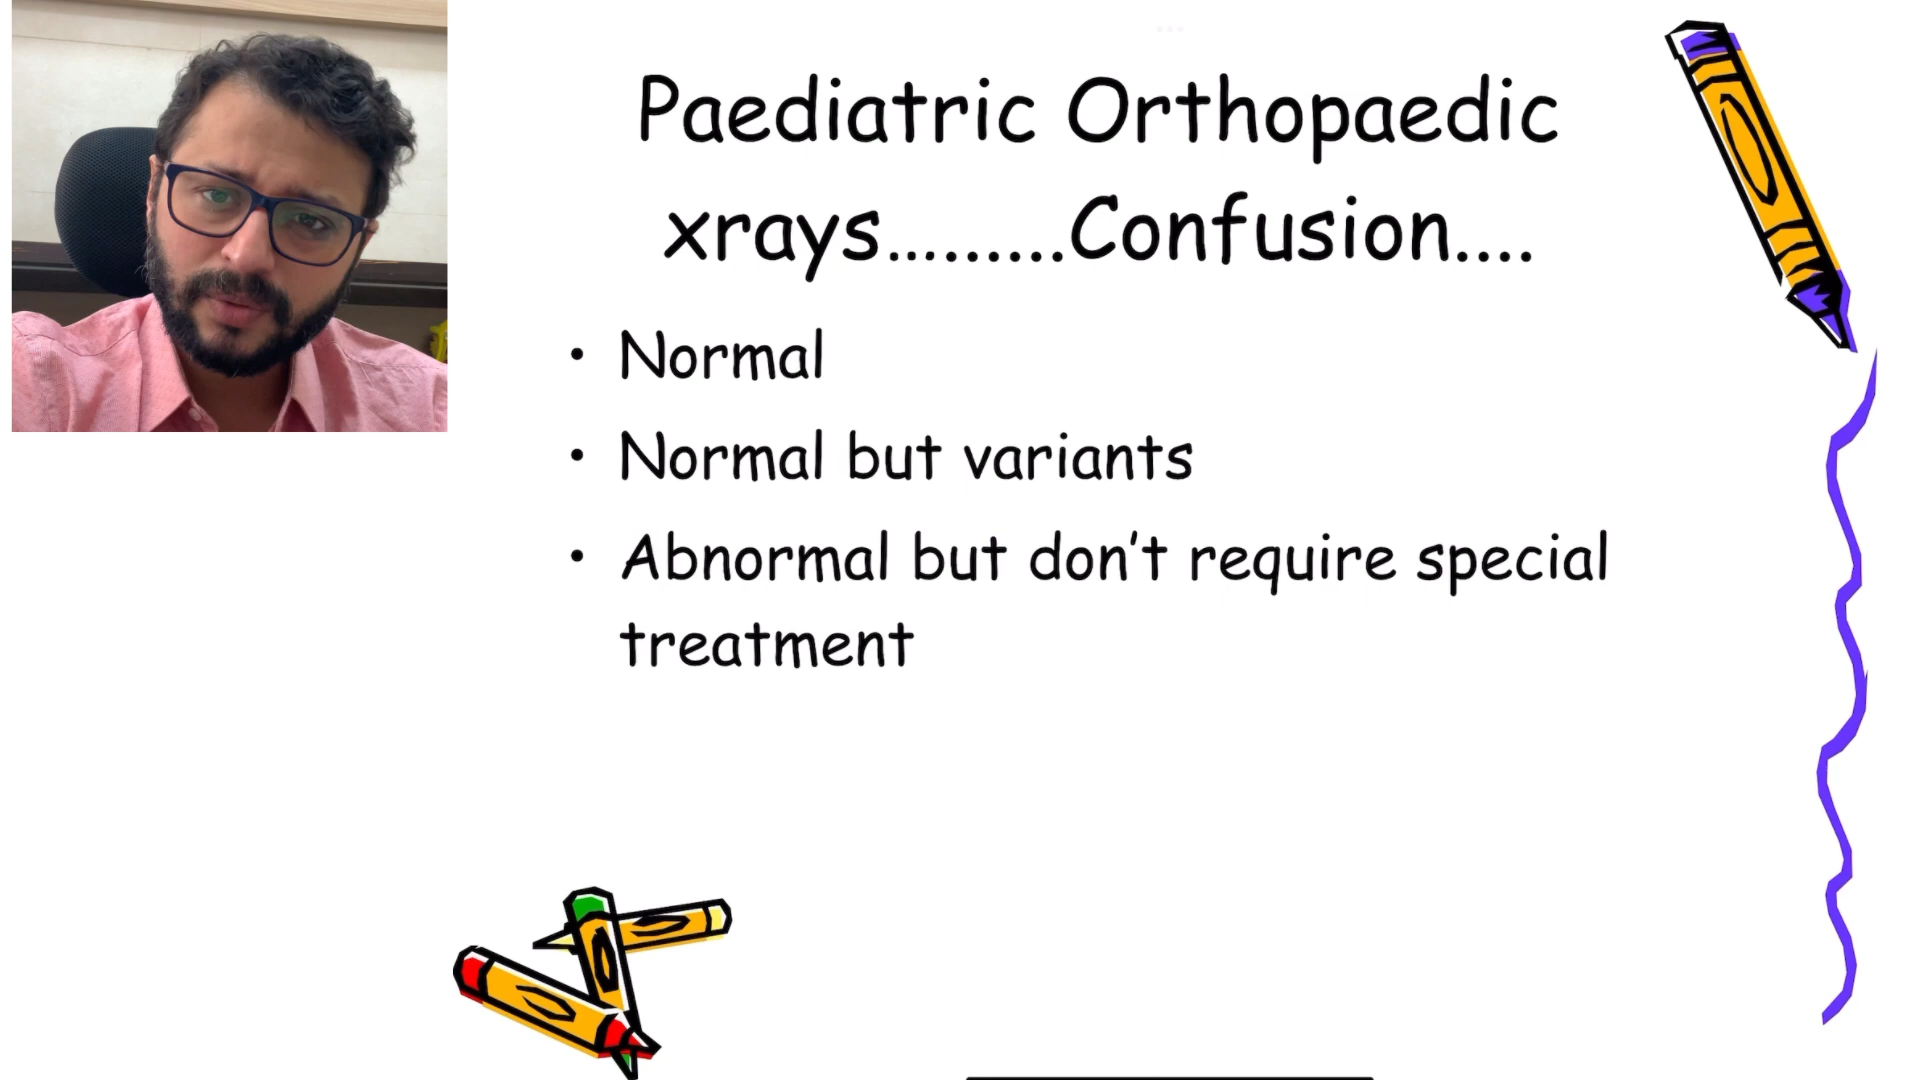 Paediatric Orthopaedic
xrays.........Confusion....
• Normal
• Normal but variants
• Abnormal but don't require special
treatment